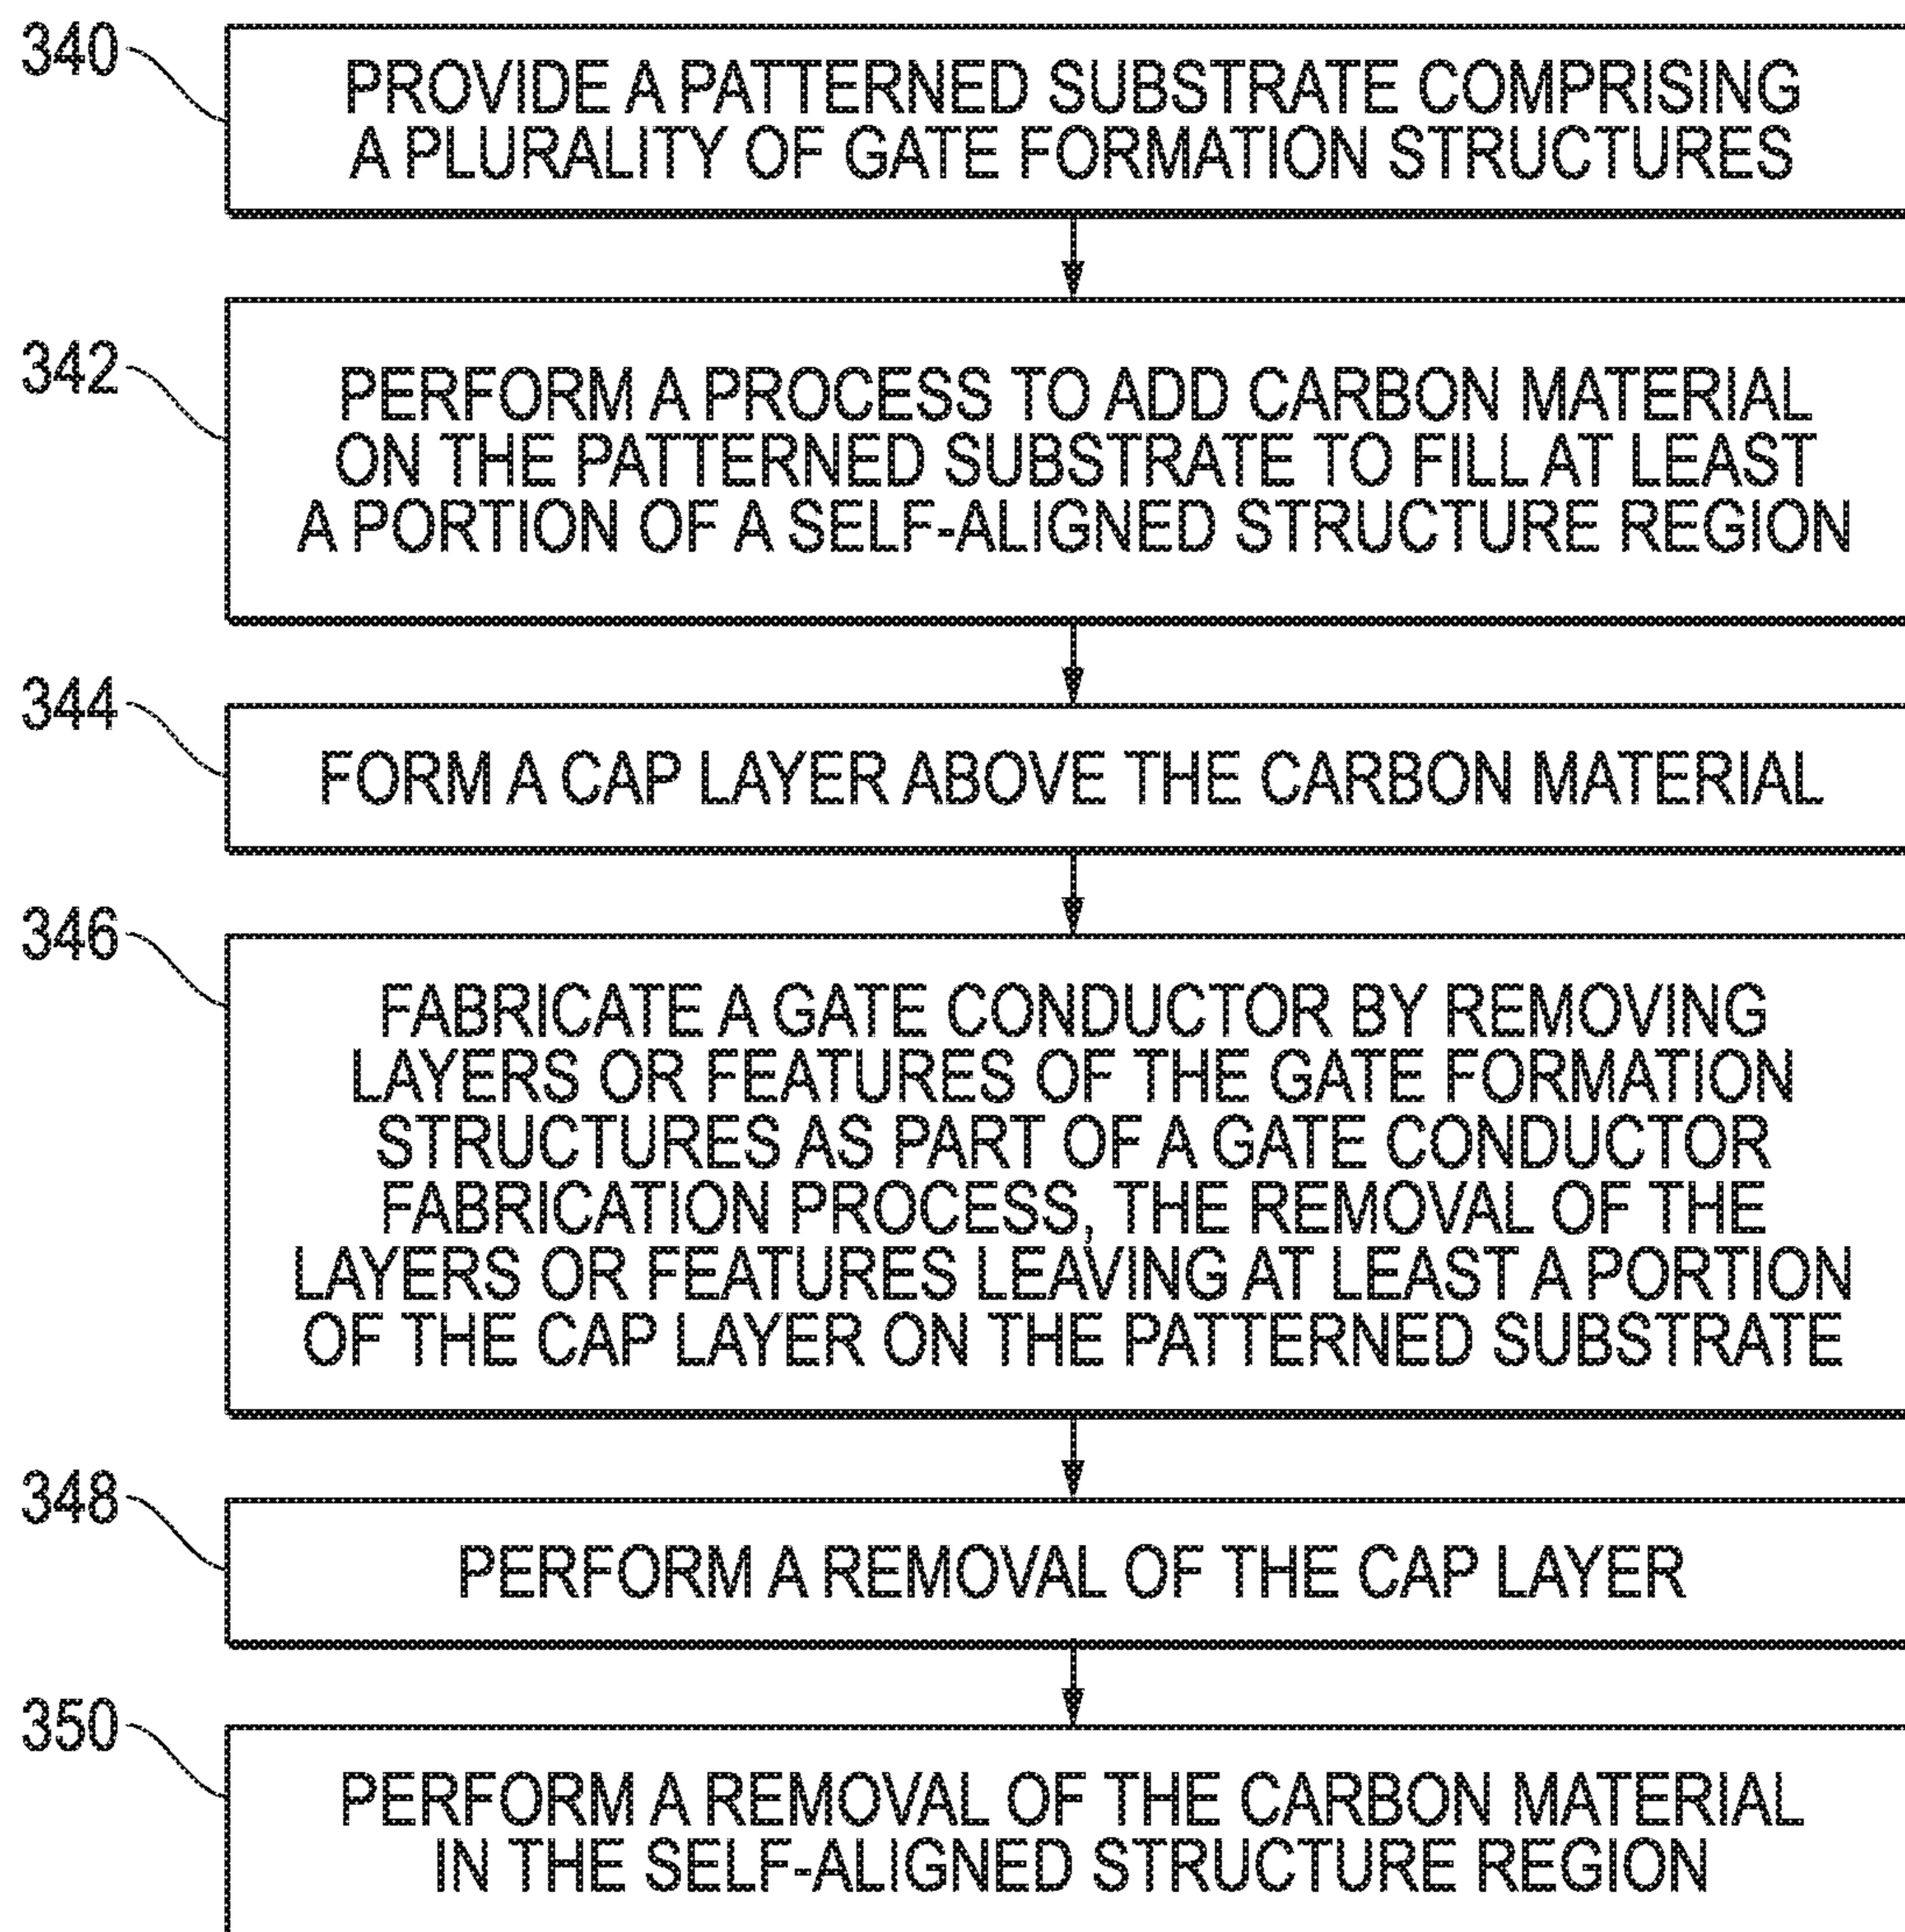 340
PROVIDE A PATTERNED SUBSTRATE COMPRISING
A PLURALITY OF GATE FORMATION STRUCTURES
342
PERFORM A PROCESS TO ADD CARBON MATERIAL
ON THE PATTERNED SUBSTRATE TO FILL AT LEAST
A PORTION OF A SELF-ALIGNED STRUCTURE REGION
344
FORM A CAP LAYER ABOVE THE CARBON MATERIAL
346
FABRICATE A GATE CONDUCTOR BY REMOVING
LAYERS OR FEATURES OF THE GATE FORMATION
STRUCTURES AS PART OF A GATE CONDUCTOR
FABRICATION PROCESS, THE REMOVAL OF THE
LAYERS OR FEATURES LEAVING AT LEAST A PORTION
OF THE CAP LAYER ON THE PATTERNED SUBSTRATE
348
PERFORM A REMOVAL OF THE CAP LAYER
350
PERFORM A REMOVAL OF THE CARBON MATERIAL
IN THE SELF-ALIGNED STRUCTURE REGION